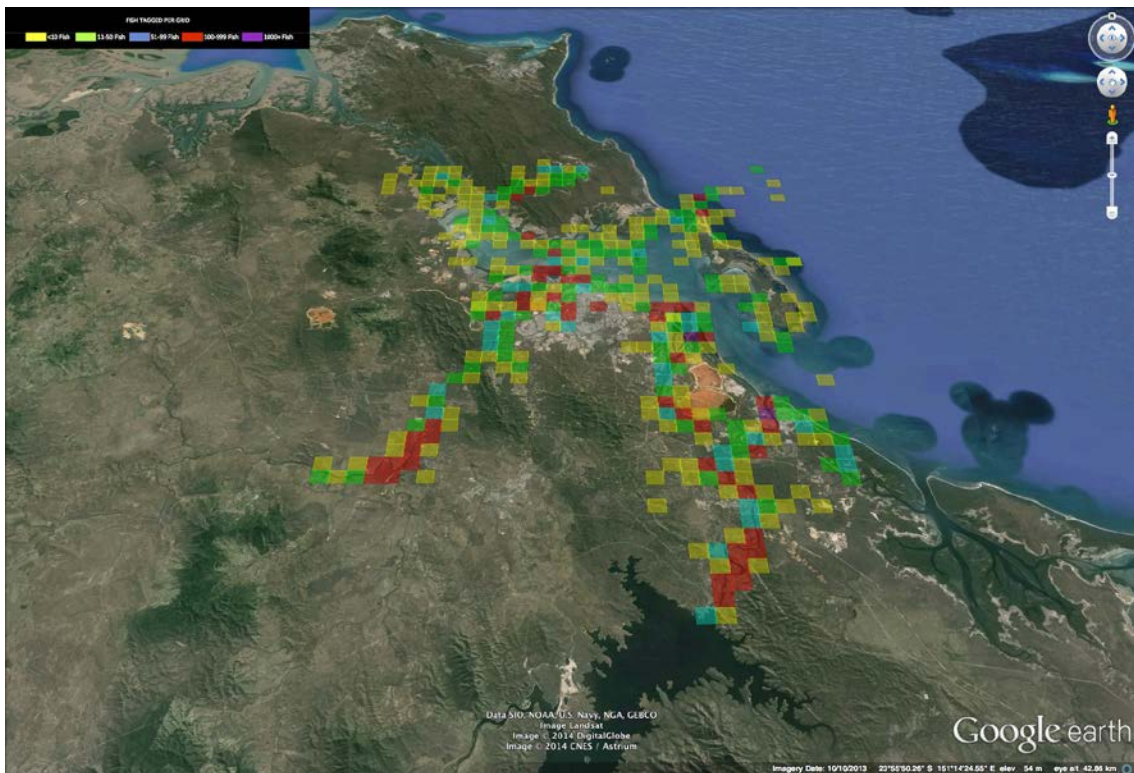 FISH TAGGED PER GRID
<10 Fish 11-50 Fish 51-99 Fish 100-999 Fish 1000+ Fish
Data SIO, NOAA, U.S. Navy, NGA, GEBCO
Image Landsat
Image © 2014 DigitalGlobe
Image © 2014 CNES / Astrium
Google earth
Imagery Date: 10/10/2013 23°55'50.26" S 151°14'24.55" E elev 54 m eye alt 42.86 km